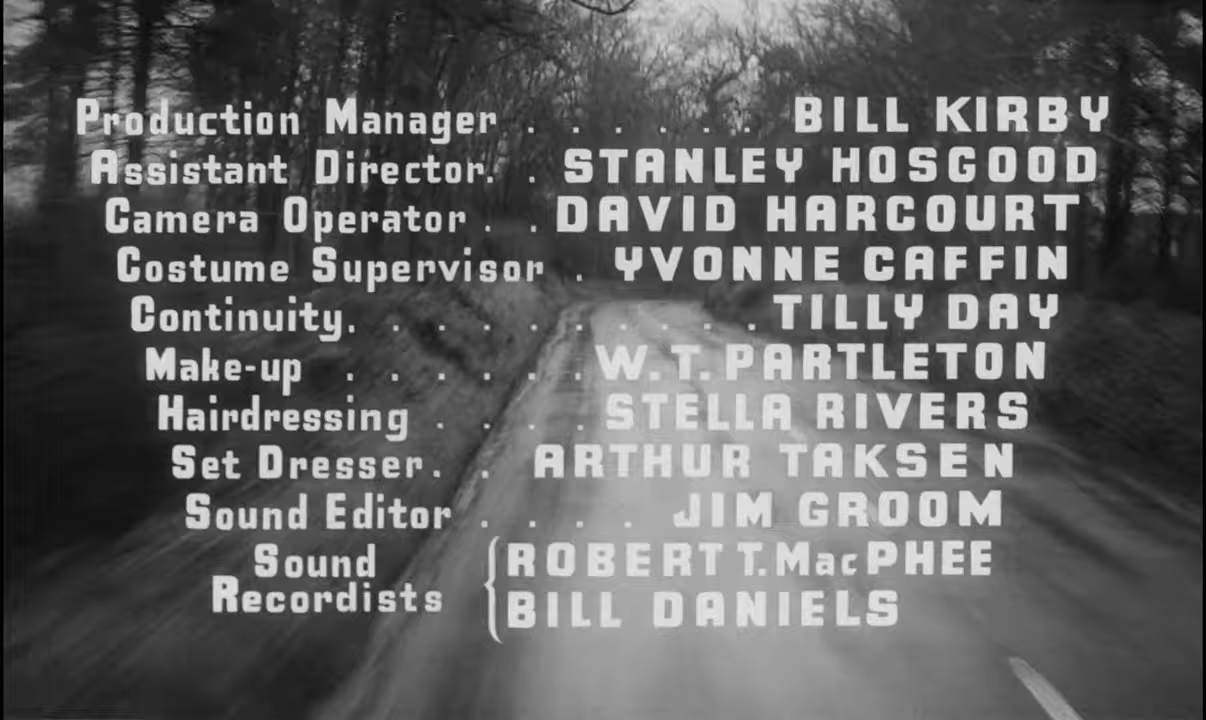 Production Manager . . . . . . BILL KIRBY
Assistant Director. . STANLEY HOSGOOD
Camera Operator . . DAVID HARCOURT
Costume Supervisor . YVONNE CAFFIN
Continuity. . . . . . . . . . TILLY DAY
Make-up . . . . . . W.T. PARTLETON
Hairdressing . . . . STELLA RIVERS
Set Dresser. . ARTHUR TAKSEN
Sound Editor . . . . JIM GROOM
Sound Recordists { ROBERT T. MacPHEE
BILL DANIELS